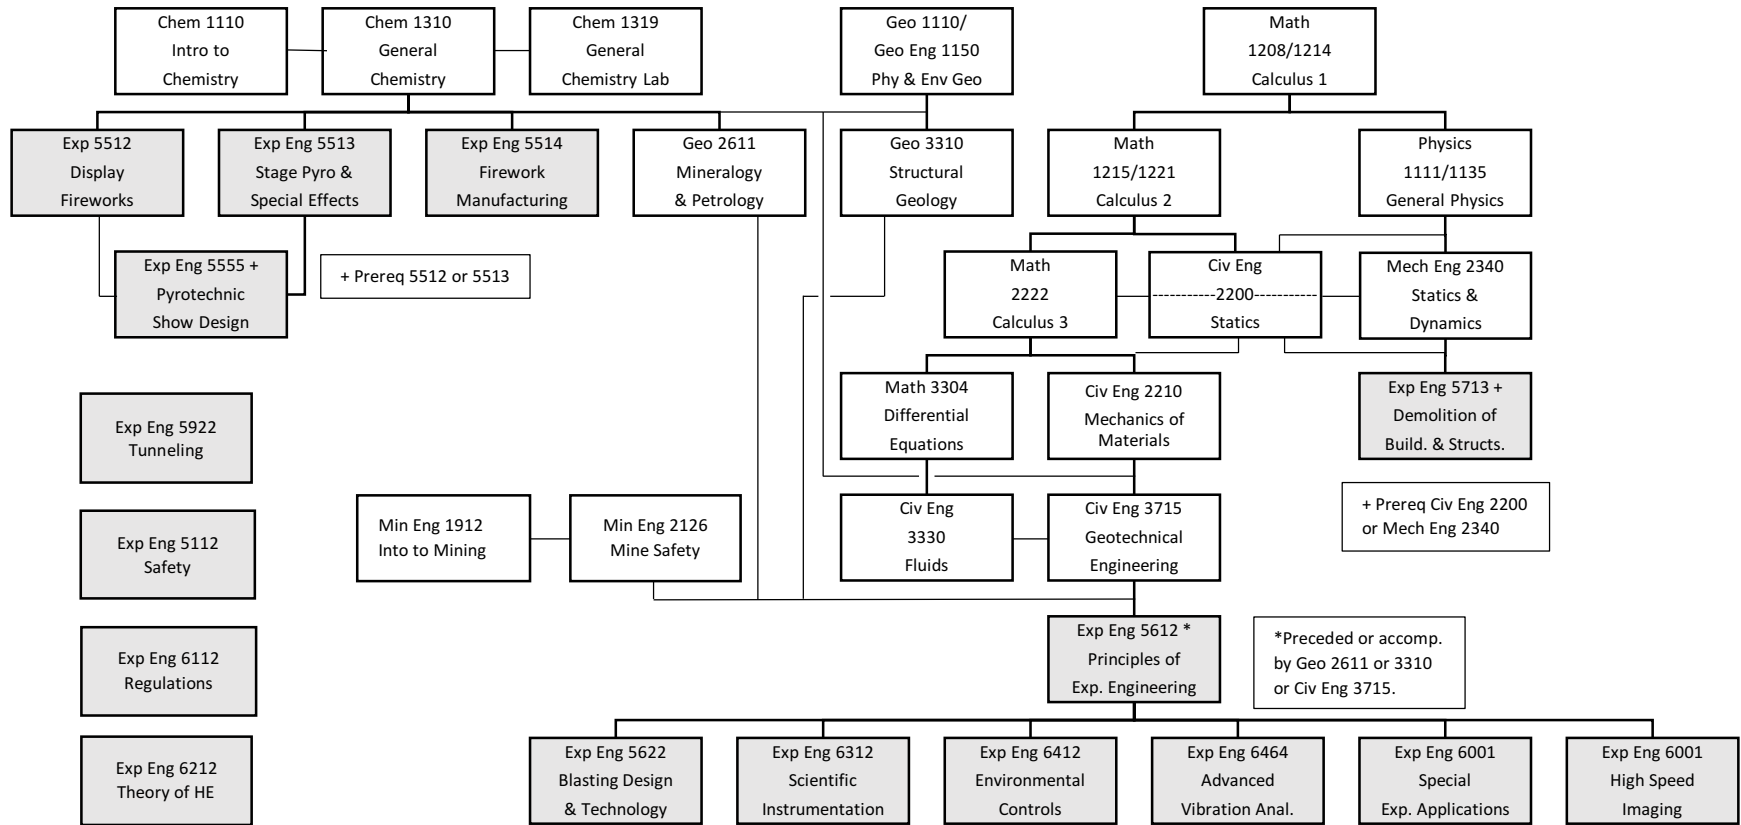 Chem 1110
Intro to
Chemistry
Chem 1310
General
Chemistry
Chem 1319
General
Chemistry Lab
Geo 1110/
Geo Eng 1150
Phy & Env Geo
Math
1208/1214
Calculus 1
Exp 5512
Display
Fireworks
Exp Eng 5513
Stage Pyro &
Special Effects
Exp Eng 5514
Firework
Manufacturing
Geo 2611
Mineralogy
& Petrology
Geo 3310
Structural
Geology
Math
1215/1221
Calculus 2
Physics
1111/1135
General Physics
Exp Eng 5555 +
Pyrotechnic
Show Design
+ Prereq 5512 or 5513
Math
2222
Calculus 3
Civ Eng
-----------2200-----------
Statics
Mech Eng 2340
Statics &
Dynamics
Exp Eng 5922
Tunneling
Math 3304
Differential
Equations
Civ Eng 2210
Mechanics of
Materials
Exp Eng 5713 +
Demolition of
Build. & Structs.
Exp Eng 5112
Safety
Min Eng 1912
Into to Mining
Min Eng 2126
Mine Safety
Civ Eng
3330
Fluids
Civ Eng 3715
Geotechnical
Engineering
+ Prereq Civ Eng 2200
or Mech Eng 2340
Exp Eng 6112
Regulations
Exp Eng 5612 *
Principles of
Exp. Engineering
*Preceded or accomp.
by Geo 2611 or 3310
or Civ Eng 3715.
Exp Eng 6212
Theory of HE
Exp Eng 5622
Blasting Design
& Technology
Exp Eng 6312
Scientific
Instrumentation
Exp Eng 6412
Environmental
Controls
Exp Eng 6464
Advanced
Vibration Anal.
Exp Eng 6001
Special
Exp. Applications
Exp Eng 6001
High Speed
Imaging